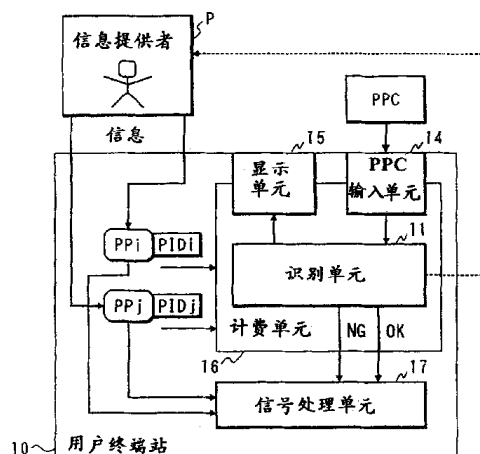 P
信息提供者
信息
PPC
15
14
显示
单元
PPC
输入单元
11
识别单元
PPi PIDi
PPj PIDj
计费单元
NG OK
16
17
信号处理单元
10 用户终端站